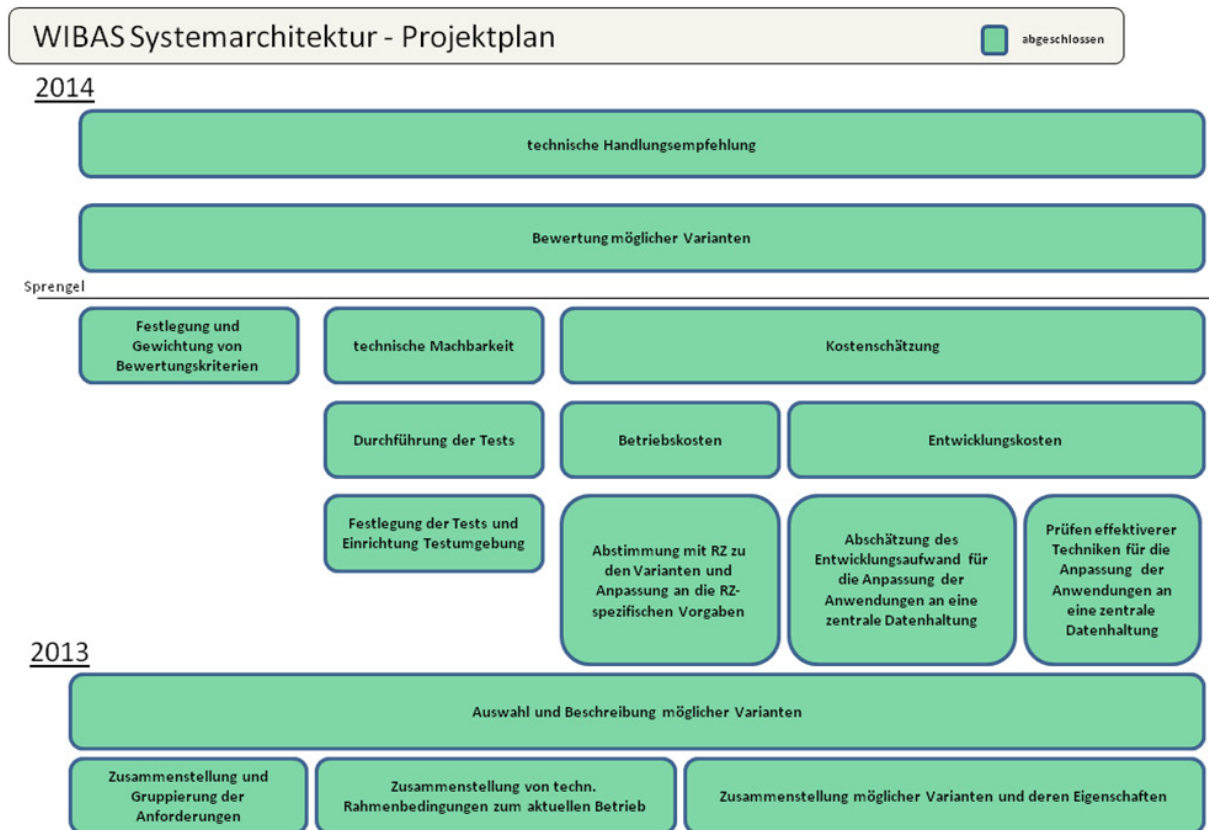 WIBAS Systemarchitektur - Projektplan
abgeschlossen
2014
technische Handlungsempfehlung
Bewertung möglicher Varianten
Sprengel
Festlegung und
Gewichtung von
Bewertungskriterien
technische Machbarkeit
Kostenschätzung
Durchführung der Tests
Betriebskosten
Entwicklungskosten
Festlegung der Tests und
Einrichtung Testumgebung
Abstimmung mit RZ zu
den Varianten und
Anpassung an die RZ-
spezifischen Vorgaben
Abschätzung des
Entwicklungsaufwand für
die Anpassung der
Anwendungen an eine
zentrale Datenhaltung
Prüfen effektiverer
Techniken für die
Anpassung der
Anwendungen an
eine zentrale
Datenhaltung
2013
Auswahl und Beschreibung möglicher Varianten
Zusammenstellung und
Gruppierung der
Anforderungen
Zusammenstellung von techn.
Rahmenbedingungen zum aktuellen Betrieb
Zusammenstellung möglicher Varianten und deren Eigenschaften